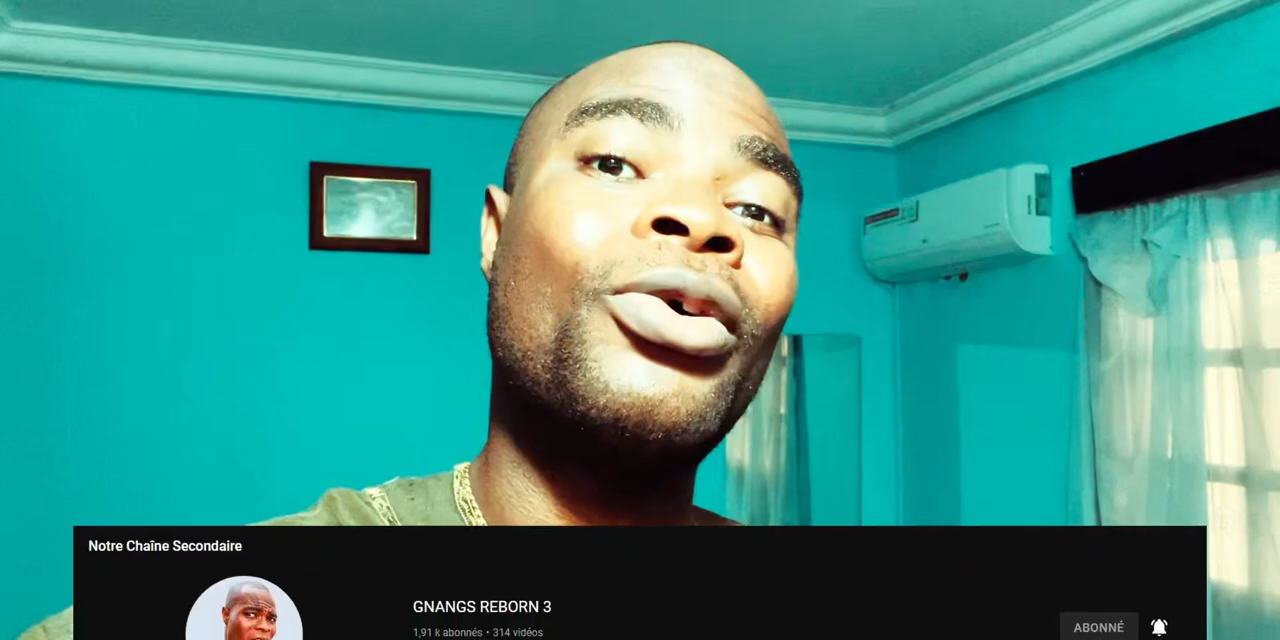 Notre Chaîne Secondaire
GNANGS REBORN 3
1,91 k abonnés • 314 vidéos
ABONNÉ